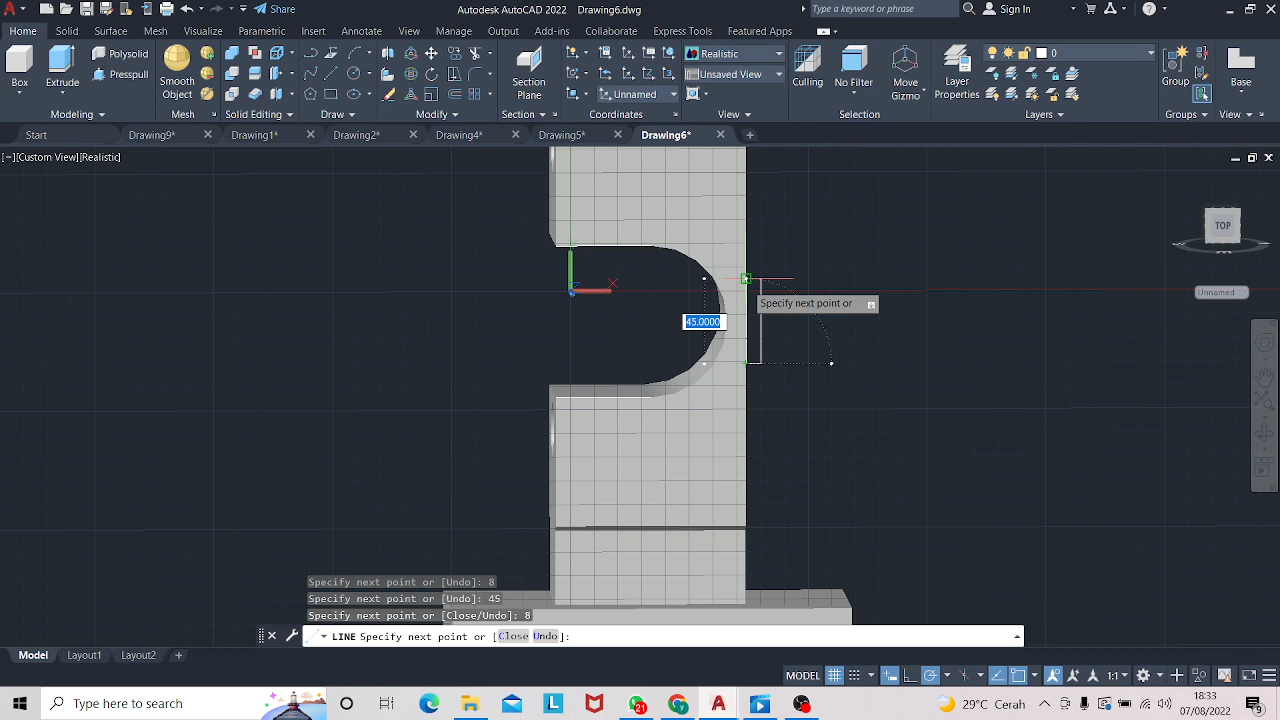 Share
Autodesk AutoCAD 2022 Drawing6.dwg
Type a keyword or phrase
Sign In
Home Solid Surface Mesh Visualize Parametric Insert Annotate View Manage Output Add-ins Collaborate Express Tools Featured Apps
Box
Extrude
Polysolid
Presspull
Smooth
Object
Section
Plane
Realistic
Unsaved View
Unnamed
Culling
No Filter
Move
Gizmo
Layer
Properties
0
Group
Base
Modeling Mesh Solid Editing Draw Modify Section Coordinates View Selection Layers Groups View
Start Drawing9* Drawing1* Drawing2* Drawing4* Drawing5* Drawing6*
[−][Custom View][Realistic]
TOP
Unnamed
X
Specify next point or
45.0000
Specify next point or [Undo]: 8
Specify next point or [Undo]: 45
Specify next point or [Close/Undo]: 8
LINE Specify next point or [Close Undo]:
Model Layout1 Layout2
MODEL
1:1
Type here to search
21
29°C Cerah
18:33
07/08/2022